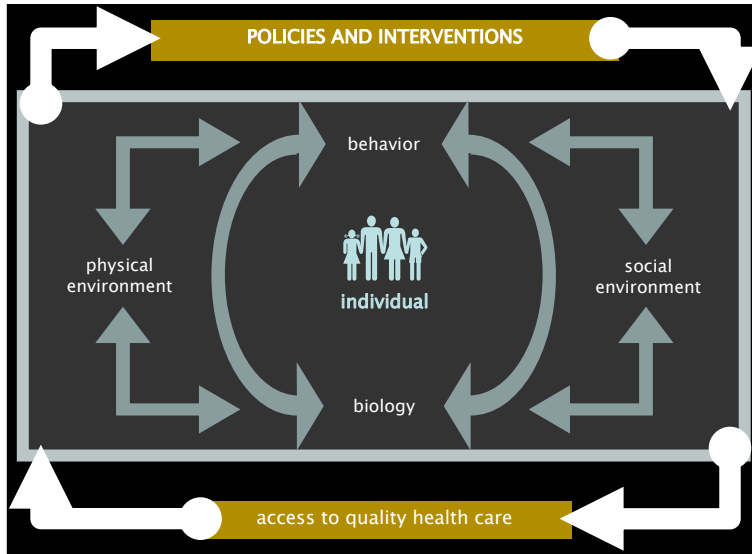 POLICIES AND INTERVENTIONS
behavior
physical
environment
social
environment
individual
biology
access to quality health care